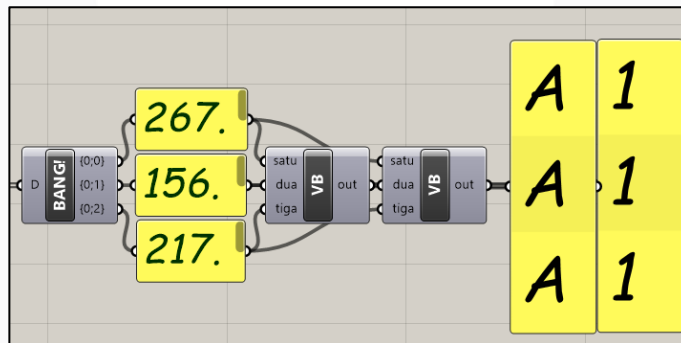 D
BANG!
{0;0}
{0;1}
{0;2}
267.
156.
217.
satu
dua
tiga
VB
out
satu
dua
tiga
VB
out
A
A
A
1
1
1